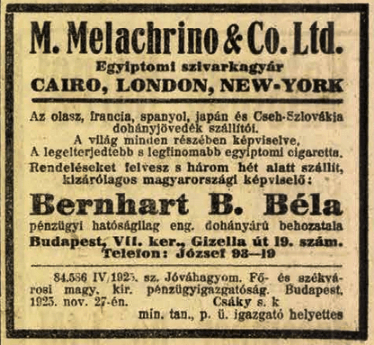 M. Melachrino & Co. Ltd.
Egyiptomi szivarkagyár
CAIRO, LONDON, NEW-YORK
Az olasz, francia, spanyol, japán és Cseh-Szlovákia
dohányjövedék szállítói.
A világ minden részében képviselve.
A legelterjedtebb s legfinomabb egyiptomi cigaretta.
Rendeléseket felvesz s három hét alatt szállít,
kizárólagos magyarországi képviselő:
Bernhart B. Béla
pénzügyi hatóságilag eng. dohányárú behozatala
Budapest, VII. ker., Gizella út 19. szám.
Telefon: József 93—19
84.536 IV, 1925. sz. Jóváhagyom. Fő- és székvá-
rosi magy. kir. pénzügyigazgatóság. Budapest,
1925. nov. 27-én. Csáky s. k
min. tan., p. ü. igazgató helyettes